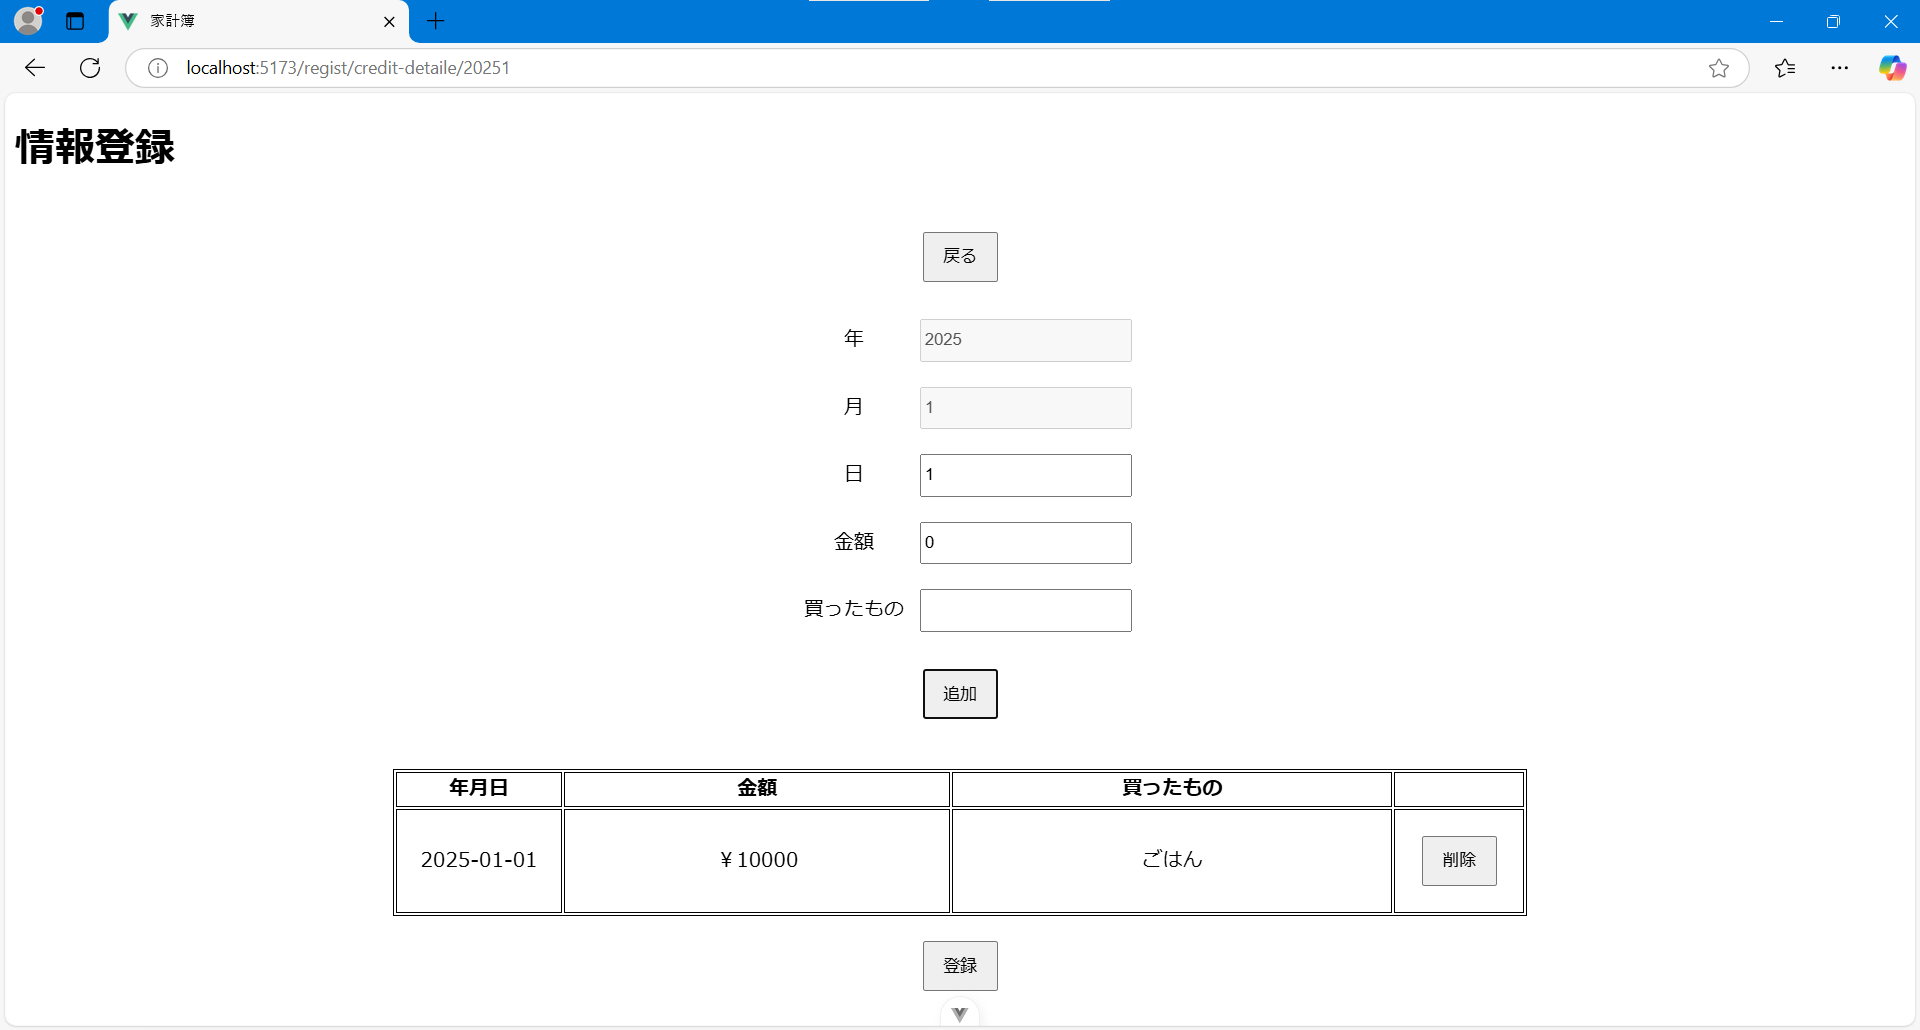 家計簿
localhost:5173/regist/credit-detaile/20251
情報登録
戻る
年 2025
月 1
日 1
金額 0
買ったもの
追加
年月日 金額 買ったもの
2025-01-01 ￥10000 ごはん 削除
登録